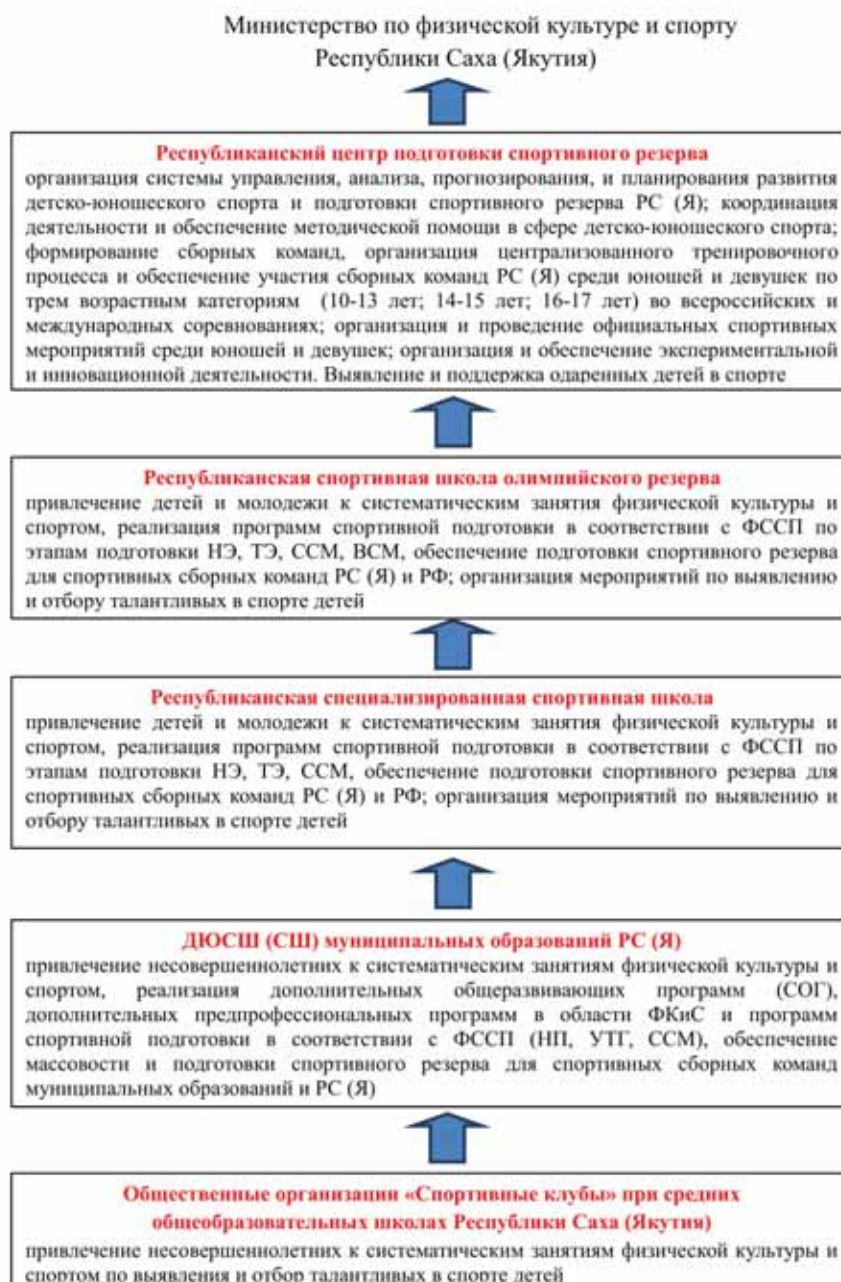 Министерство по физической культуре и спорту
Республики Саха (Якутия)
Республиканский центр подготовки спортивного резерва
организация системы управления, анализа, прогнозирования, и планирования развития
детско-юношеского спорта и подготовки спортивного резерва РС (Я); координация
деятельности и обеспечение методической помощи в сфере детско-юношеского спорта;
формирование сборных команд, организация централизованного тренировочного
процесса и обеспечение участия сборных команд РС (Я) среди юношей и девушек по
трем возрастным категориям (10-13 лет; 14-15 лет; 16-17 лет) во всероссийских и
международных соревнованиях; организация и проведение официальных спортивных
мероприятий среди юношей и девушек; организация и обеспечение экспериментальной
и инновационной деятельности. Выявление и поддержка одаренных детей в спорте
Республиканская спортивная школа олимпийского резерва
привлечение детей и молодежи к систематическим занятия физической культуры и
спортом, реализация программ спортивной подготовки в соответствии с ФССП по
этапам подготовки НЭ, ТЭ, ССМ, ВСМ, обеспечение подготовки спортивного резерва
для спортивных сборных команд РС (Я) и РФ; организация мероприятий по выявлению
и отбору талантливых в спорте детей
Республиканская специализированная спортивная школа
привлечение детей и молодежи к систематическим занятия физической культуры и
спортом, реализация программ спортивной подготовки в соответствии с ФССП по
этапам подготовки НЭ, ТЭ, ССМ, обеспечение подготовки спортивного резерва для
спортивных сборных команд РС (Я) и РФ; организация мероприятий по выявлению и
отбору талантливых в спорте детей
ДЮСШ (СШ) муниципальных образований РС (Я)
привлечение несовершеннолетних к систематическим занятиям физической культуры и
спортом, реализация дополнительных общеразвивающих программ (СОГ),
дополнительных предпрофессиональных программ в области ФКиС и программ
спортивной подготовки в соответствии с ФССП (НП, УТГ, ССМ), обеспечение
массовости и подготовки спортивного резерва для спортивных сборных команд
муниципальных образований и РС (Я)
Общественные организации «Спортивные клубы» при средних
общеобразовательных школах Республики Саха (Якутия)
привлечение несовершеннолетних к систематическим занятиям физической культуры и
спортом по выявления и отбор талантливых в спорте детей